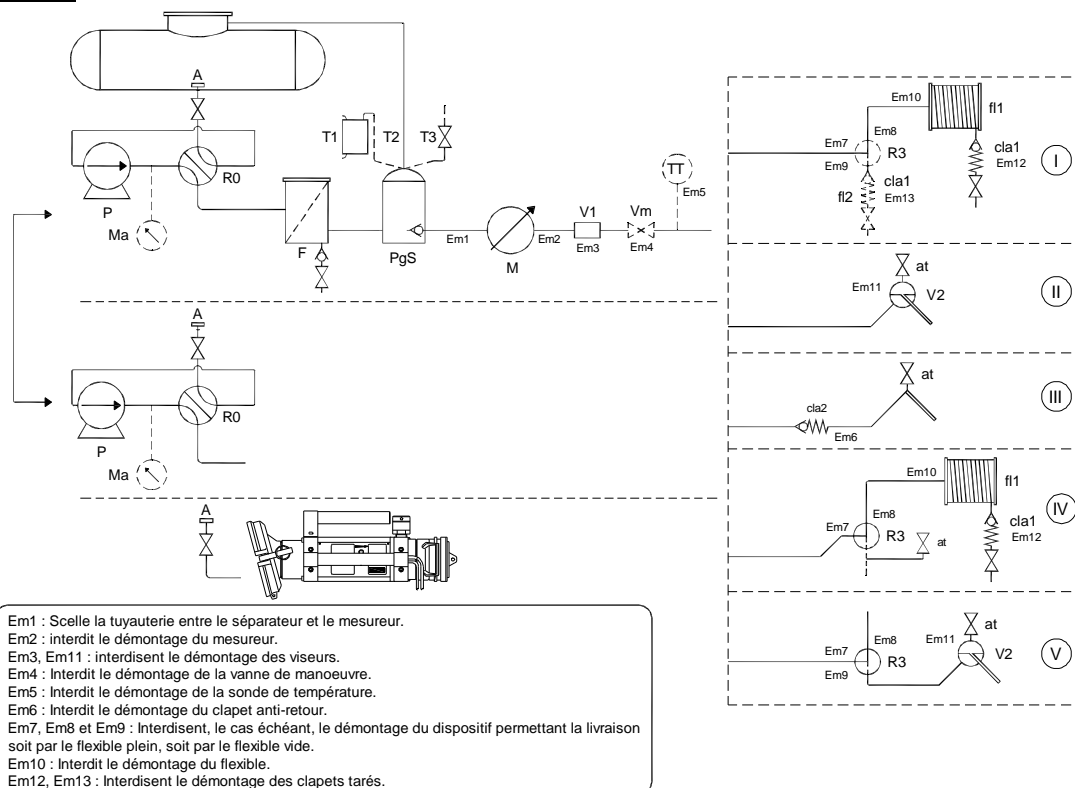 A
T1
T2
T3
TT
R0
P
Ma
F
PgS
Em1
M
Em2
V1
Em3
Vm
Em4
Em5
A
R0
P
Ma
A
Em10
fl1
Em7
Em8
Em9
R3
cla1
Em12
fl2
cla1
Em13
I
at
Em11
V2
II
at
cla2
Em6
III
Em10
fl1
Em8
Em7
R3
at
cla1
Em12
IV
Em8
Em7
R3
Em9
at
Em11
V2
V
Em1 : Scelle la tuyauterie entre le séparateur et le mesureur.
Em2 : interdit le démontage du mesureur.
Em3, Em11 : interdisent le démontage des viseurs.
Em4 : Interdit le démontage de la vanne de manoeuvre.
Em5 : Interdit le démontage de la sonde de température.
Em6 : Interdit le démontage du clapet anti-retour.
Em7, Em8 et Em9 : Interdisent, le cas échéant, le démontage du dispositif permettant la livraison
soit par le flexible plein, soit par le flexible vide.
Em10 : Interdit le démontage du flexible.
Em12, Em13 : Interdisent le démontage des clapets tarés.